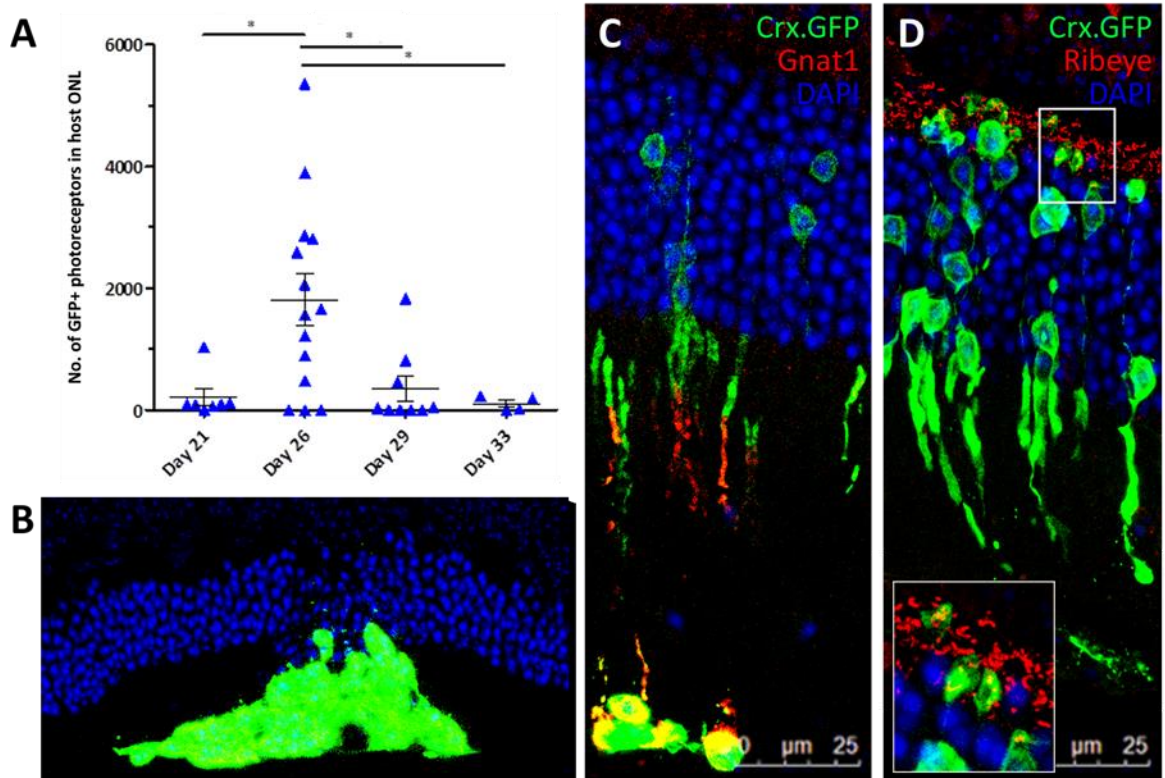 A
No. of GFP+ photoreceptors in host ONL
6000
4000
2000
0
*
*
*
Day 21
Day 26
Day 29
Day 33
B
C
Crx.GFP
Gnat1
DAPI
0 µm 25
D
Crx.GFP
Ribeye
DAPI
µm 25